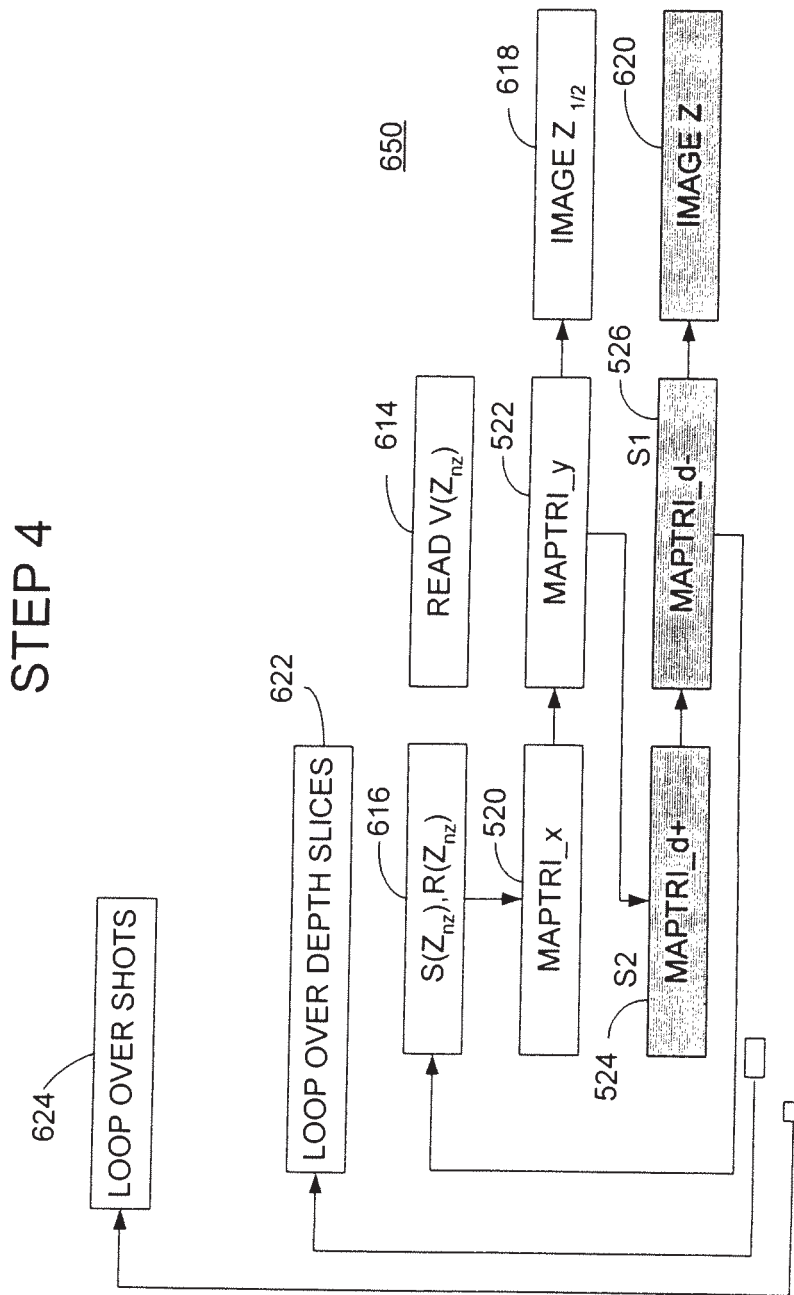 STEP 4
624
LOOP OVER SHOTS
622
LOOP OVER DEPTH SLICES
650
616
S(Z_nz), R(Z_nz)
614
READ V(Z_nz)
520
MAPTRI_x
522
MAPTRI_y
618
IMAGE Z 1/2
524
S2
MAPTRI_d+
S1
526
MAPTRI_d-
620
IMAGE Z